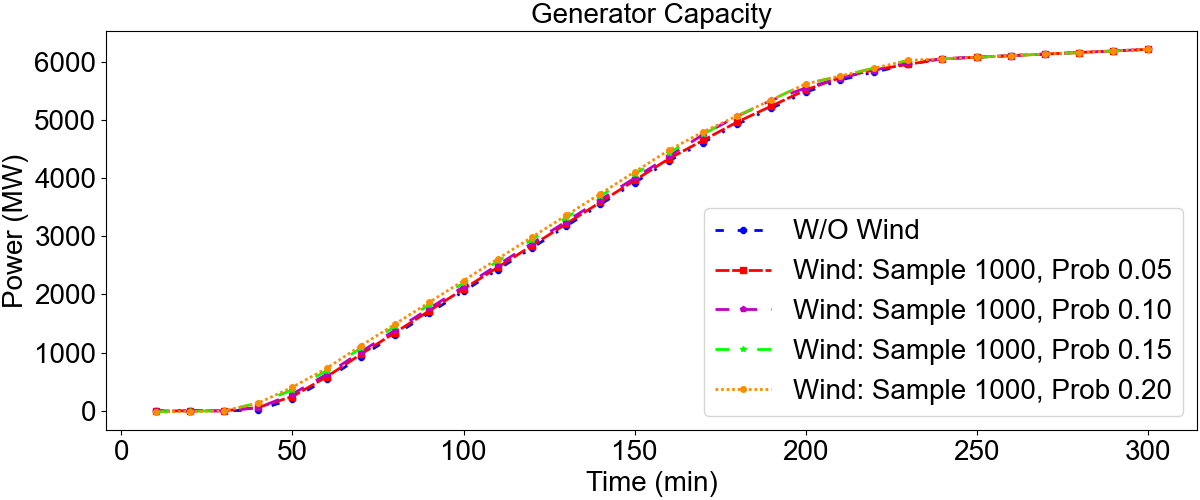 Generator Capacity
Power (MW)
6000
5000
4000
3000
2000
1000
0
W/O Wind
Wind: Sample 1000, Prob 0.05
Wind: Sample 1000, Prob 0.10
Wind: Sample 1000, Prob 0.15
Wind: Sample 1000, Prob 0.20
0 50 100 150 200 250 300
Time (min)